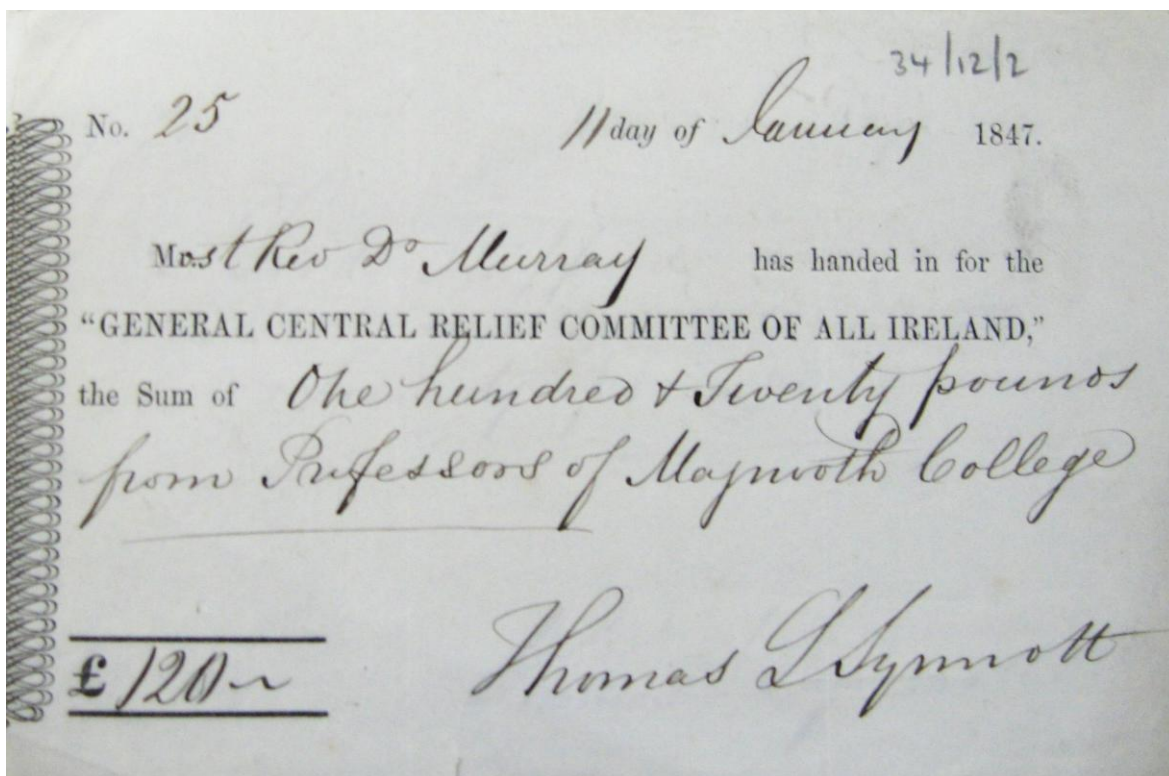 34/12/2
No. 25 11 day of January 1847.
Most Rev Dr Murray has handed in for the
"GENERAL CENTRAL RELIEF COMMITTEE OF ALL IRELAND,"
the Sum of One hundred & Twenty pounds
from Professors of Maynooth College
£120~
Thomas L Synnott